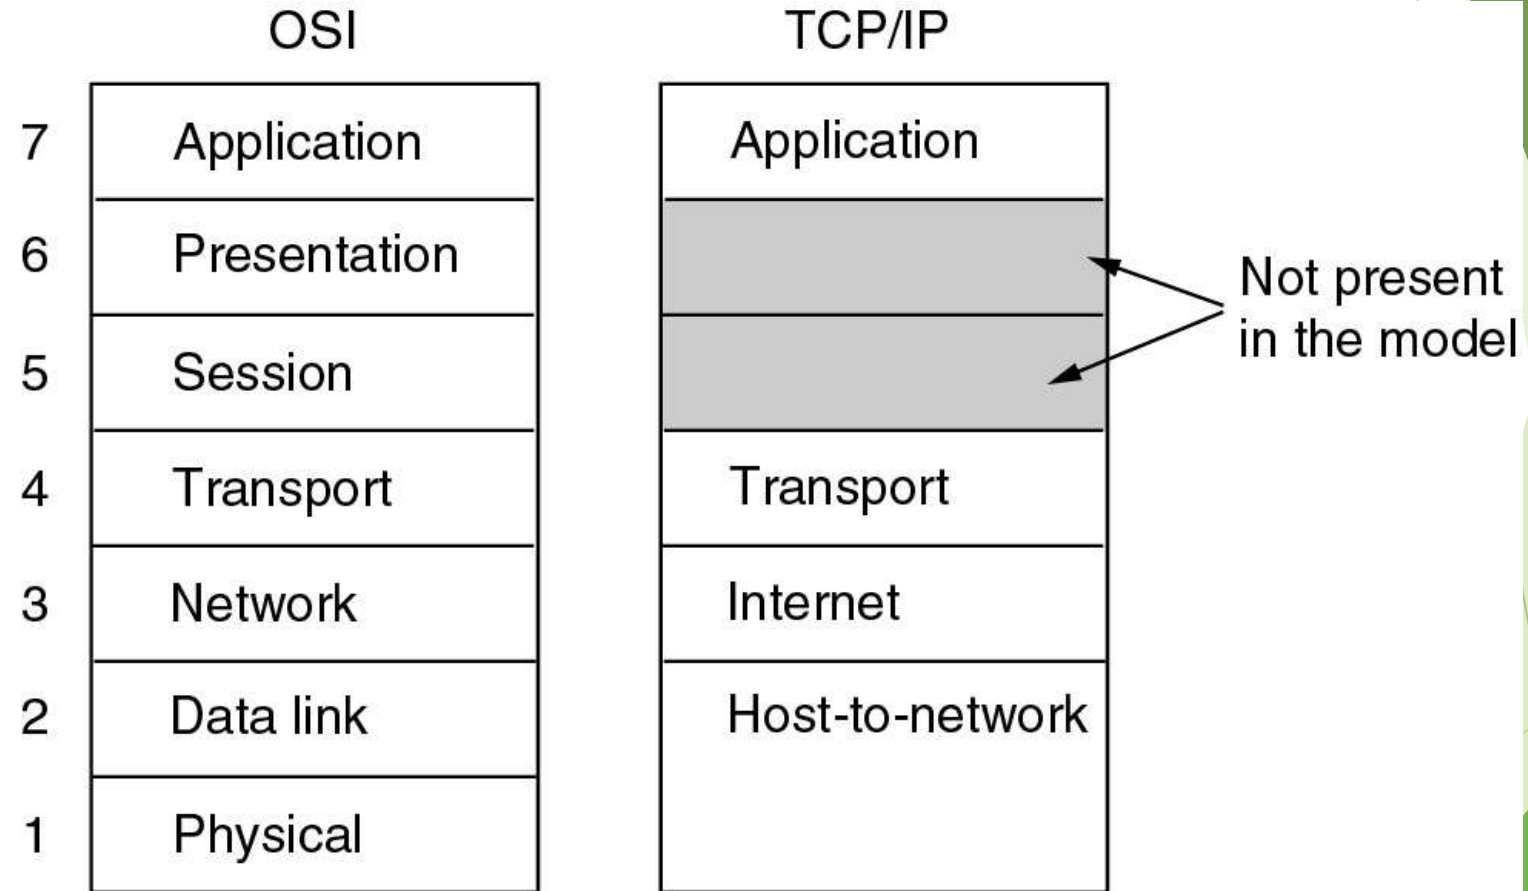 OSI TCP/IP
7 Application Application
6 Presentation
Not present
in the model
5 Session
4 Transport Transport
3 Network Internet
2 Data link Host-to-network
1 Physical